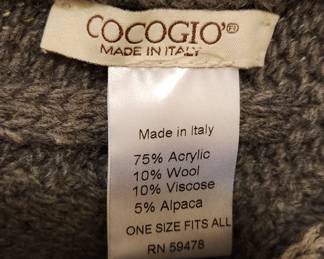 COCOGIO'®
MADE IN ITALY
Made in Italy
75% Acrylic
10% Wool
10% Viscose
5% Alpaca
ONE SIZE FITS ALL
RN 59478